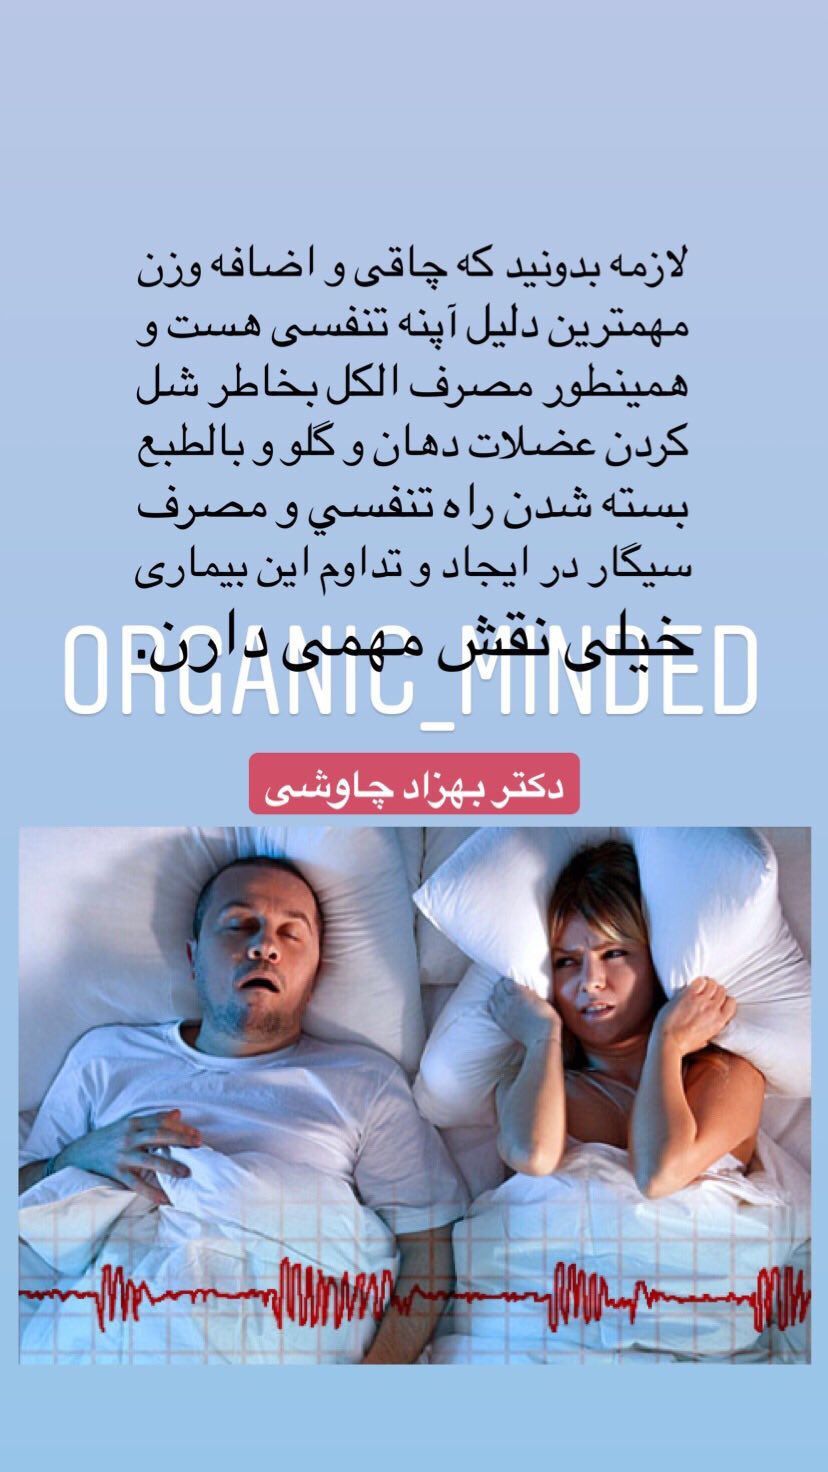 لازمه بدونید که چاقی و اضافه وزن
مهمترین دلیل آپنه تنفسی هست و
همینطور مصرف الکل بخاطر شل
کردن عضلات دهان و گلو و بالطبع
بسته شدن راه تنفسي و مصرف
سیگار در ایجاد و تداوم این بیماری
خیلی نقش مهمی دارن.
ORGANIC_MINDED
دکتر بهزاد چاوشی